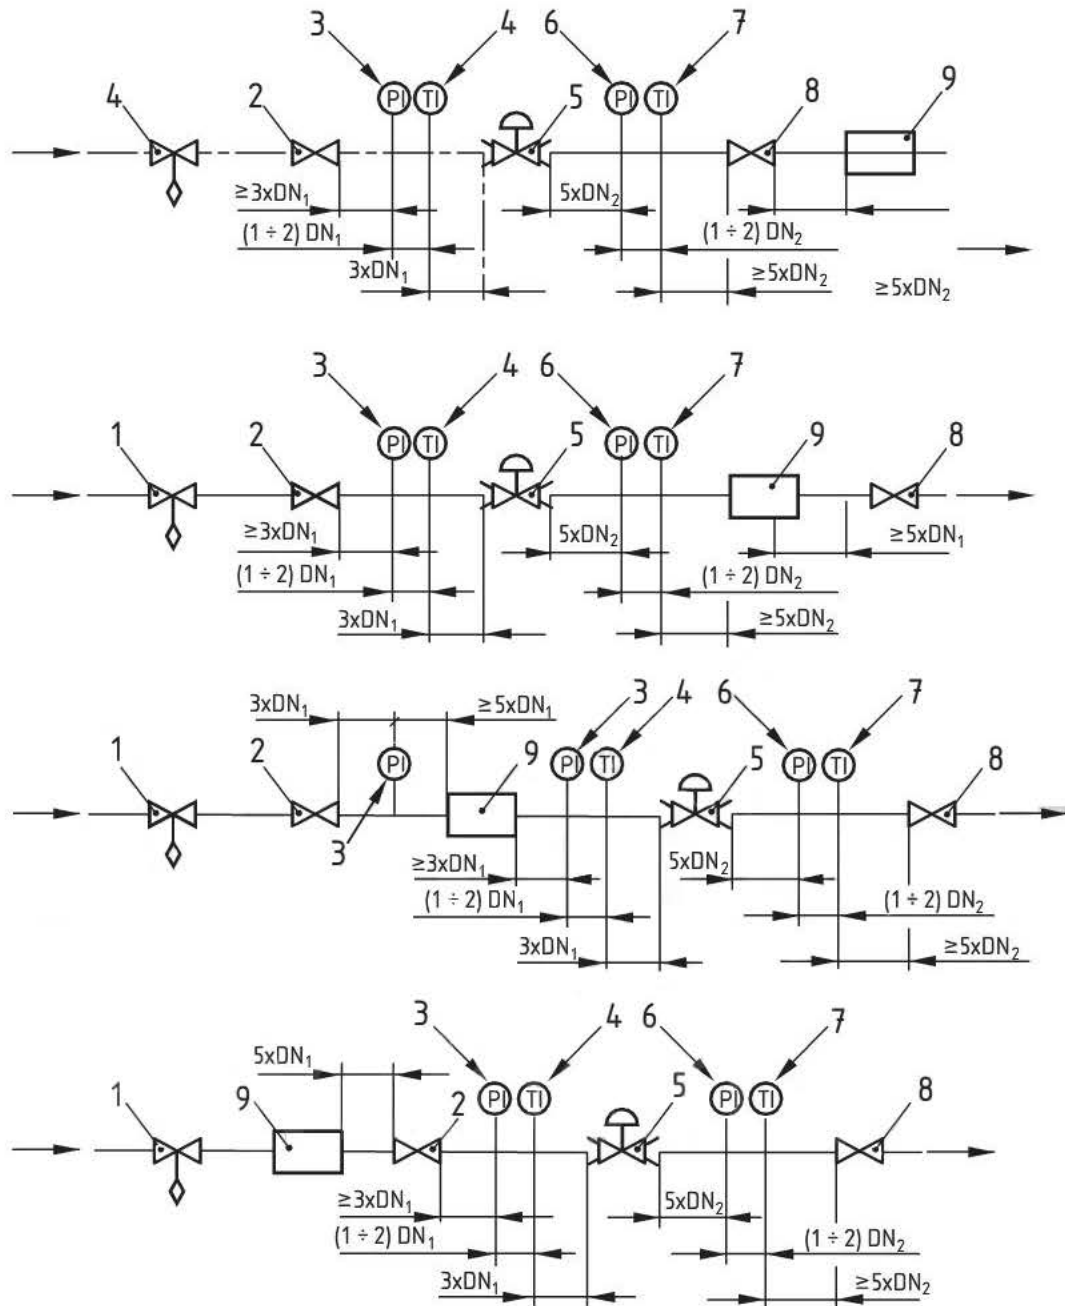 3 4 6 7
4 2 PI TI 5 PI TI 8 9
≥3xDN₁ 5xDN₂
(1 ÷ 2) DN₁ (1 ÷ 2) DN₂
3xDN₁ ≥5xDN₂ ≥5xDN₂
3 4 6 7
1 2 PI TI 5 PI TI 9 8
≥3xDN₁ 5xDN₂ ≥5xDN₁
(1 ÷ 2) DN₁ (1 ÷ 2) DN₂
3xDN₁ ≥5xDN₂
3xDN₁ ≥5xDN₁ 3 4 6 7
1 2 PI 9 PI TI 5 PI TI 8
3 ≥3xDN₁ 5xDN₂
(1 ÷ 2) DN₁ (1 ÷ 2) DN₂
3xDN₁ ≥5xDN₂
3 4 6 7
5xDN₁
1 9 2 PI TI 5 PI TI 8
≥3xDN₁ 5xDN₂
(1 ÷ 2) DN₁ (1 ÷ 2) DN₂
3xDN₁ ≥5xDN₂